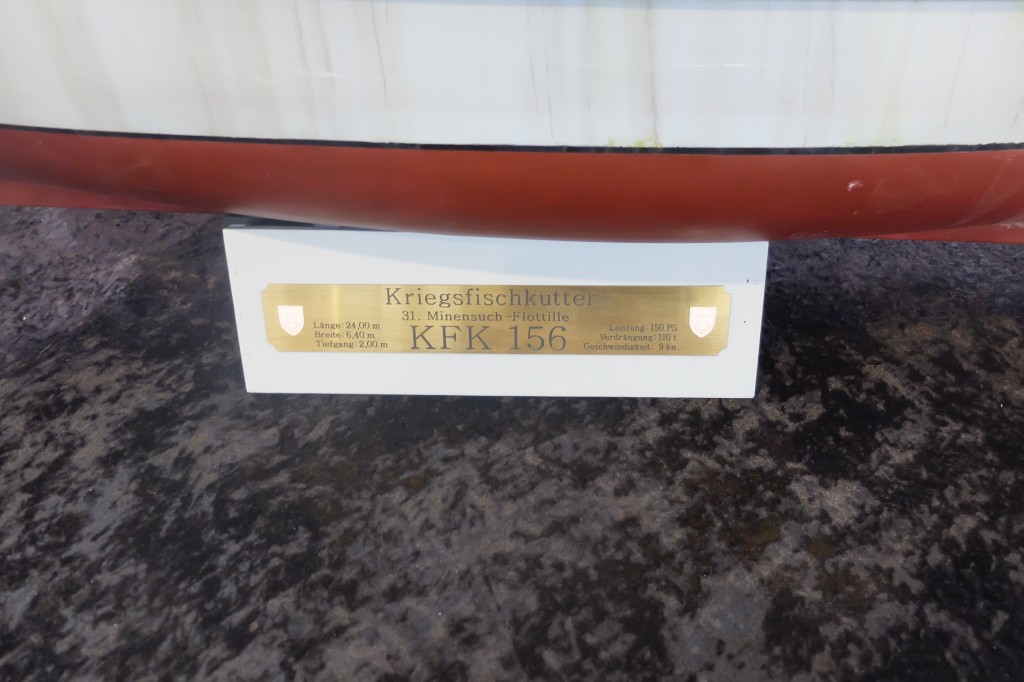 Kriegsfischkutter
31. Minensuch-Flottille
KFK 156
Länge: 24,00 m
Breite: 6,40 m
Tiefgang: 2,00 m
Leistung: 150 PS
Verdrängung: 110 t
Geschwindigkeit: 9 kn